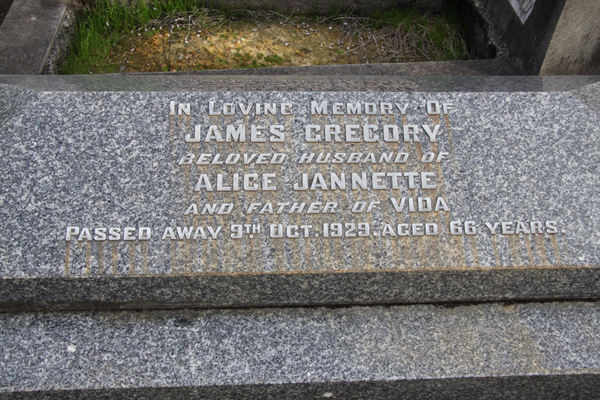 In Loving Memory Of
JAMES GREGORY
BELOVED HUSBAND OF
ALICE JANNETTE
AND FATHER OF VIDA
PASSED AWAY 9TH OCT. 1929. AGED 66 YEARS.